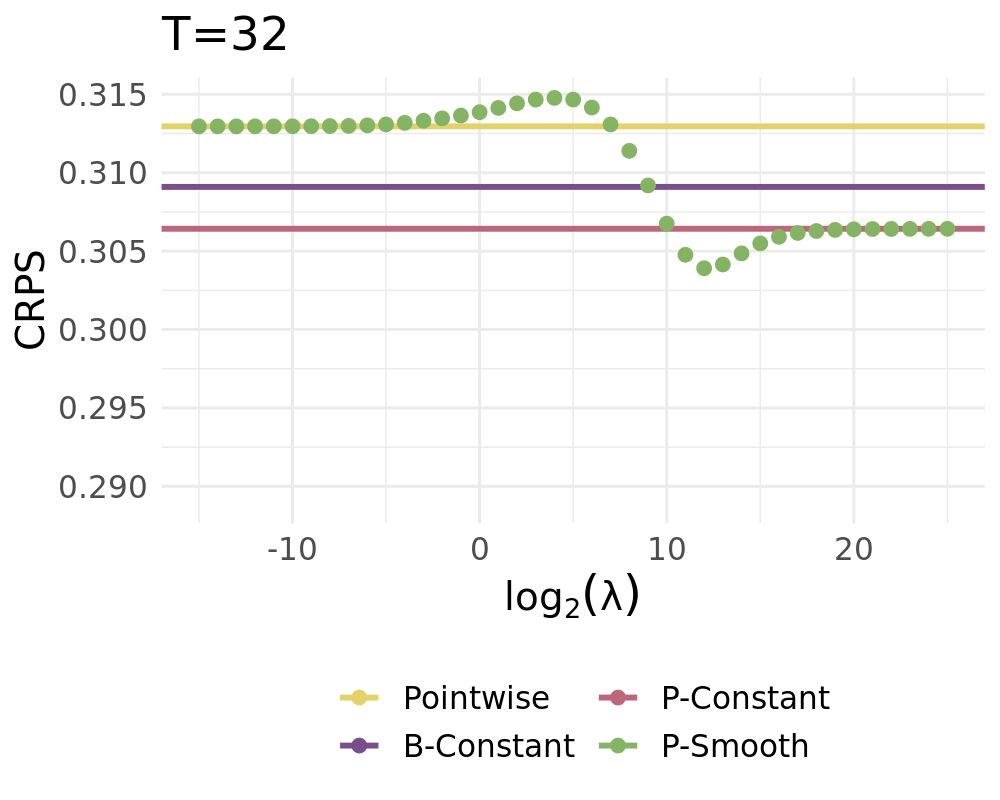 T=32
CRPS
0.315
0.310
0.305
0.300
0.295
0.290
-10 0 10 20
log₂(λ)
Pointwise P-Constant
B-Constant P-Smooth